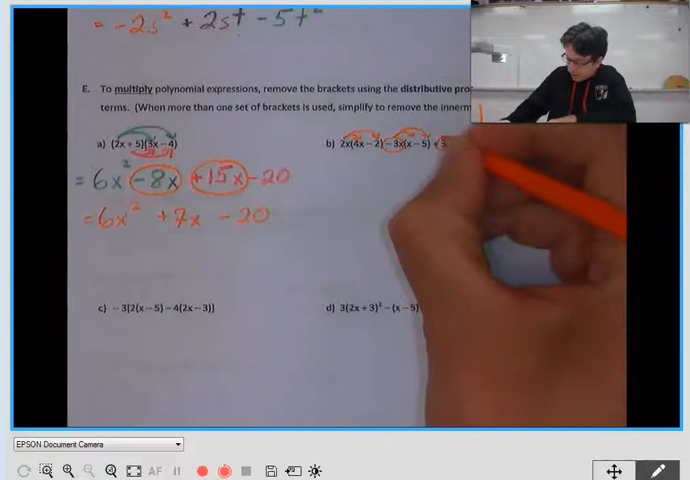 = -2s² + 2st - 5t²
E. To multiply polynomial expressions, remove the brackets using the distributive
terms. (When more than one set of brackets is used, simplify to remove the
a) (2x + 5)(3x - 4)
b) 2x(4x - 2) - 3x(x - 5) + 3
= 6x² - 8x + 15x - 20
= 6x² + 7x - 20
c) - 3[2(x - 5) - 4(2x - 3)]
d) 3(2x + 3)² - (x - 5)
EPSON Document Camera
AF